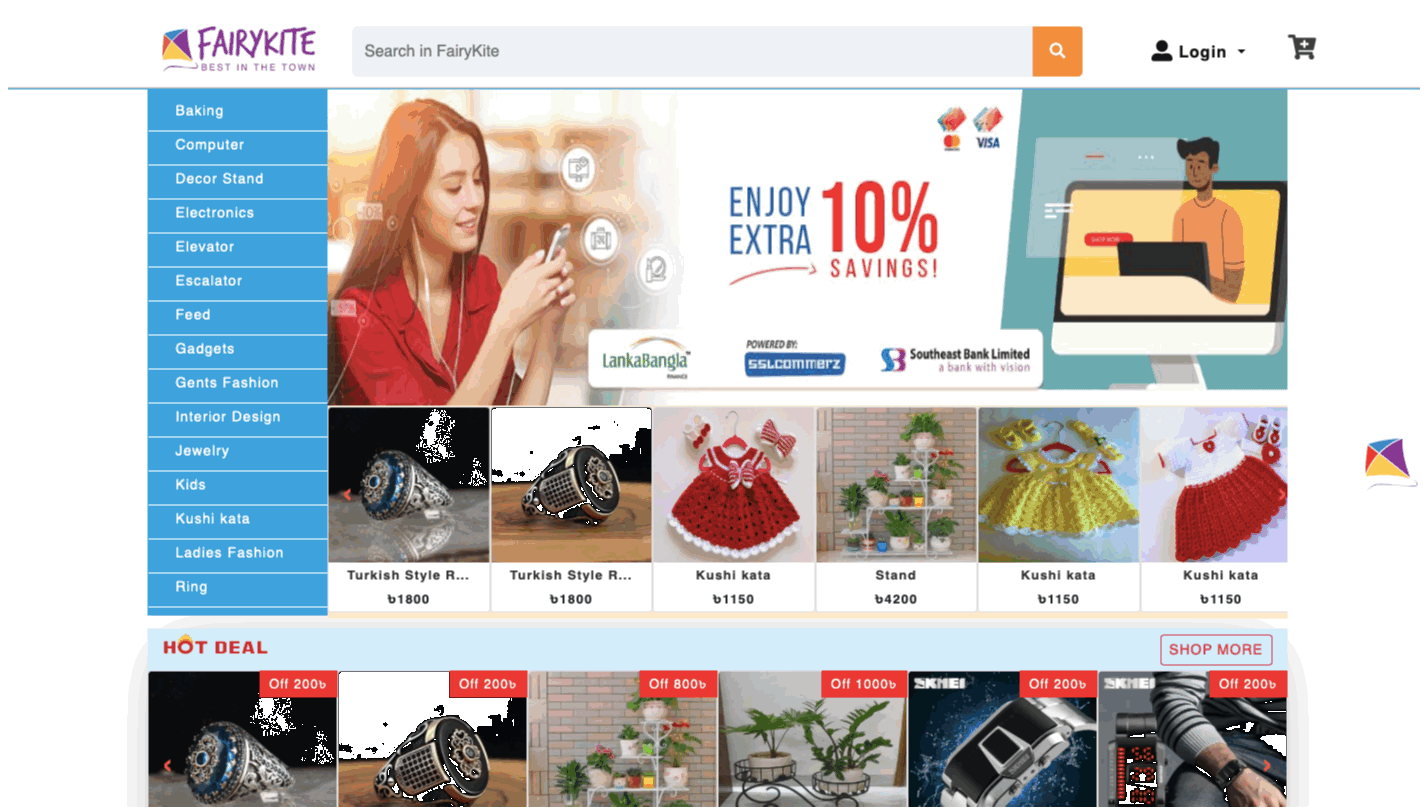 FAIRYKITE
BEST IN THE TOWN
Search in FairyKite
Login
Baking
Computer
Decor Stand
Electronics
Elevator
Escalator
Feed
Gadgets
Gents Fashion
Interior Design
Jewelry
Kids
Kushi kata
Ladies Fashion
Ring
-10%
VISA
ENJOY
EXTRA
10%
SAVINGS!
SHOP NOW
LankaBangla™
FINANCE
POWERED BY:
SSLCOMMERZ
Southeast Bank Limited
a bank with vision
Turkish Style R...
৳1800
Turkish Style R...
৳1800
Kushi kata
৳1150
Stand
৳4200
Kushi kata
৳1150
Kushi kata
৳1150
HOT DEAL
SHOP MORE
Off 200৳
Off 200৳
Off 800৳
Off 1000৳
SKMEI
Off 200৳
SKMEI
Off 200৳